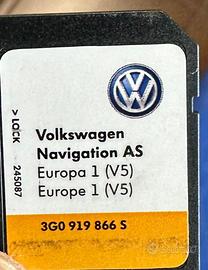 > LOCK
245087
Volkswagen
Navigation AS
Europa 1 (V5)
Europe 1 (V5)
3G0 919 866 S